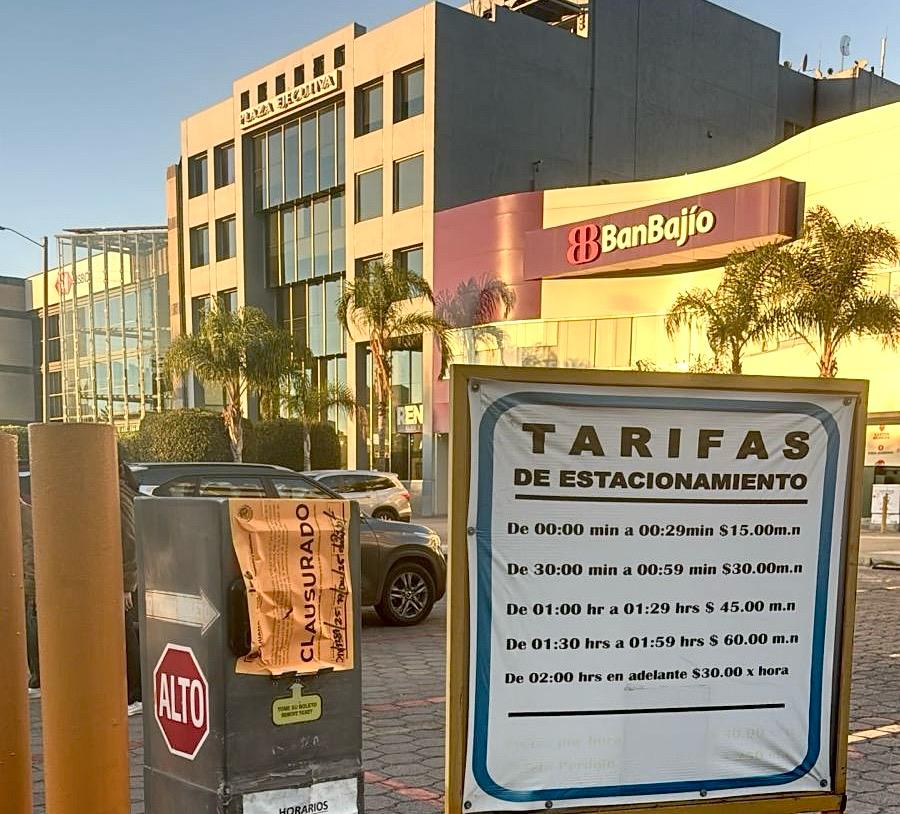 PLAZA EJECUTIVA
BanBajío
REN
TARIFAS
DE ESTACIONAMIENTO
De 00:00 min a 00:29min $15.00m.n
De 30:00 min a 00:59 min $30.00m.n
De 01:00 hr a 01:29 hrs $ 45.00 m.n
De 01:30 hrs a 01:59 hrs $ 60.00 m.n
De 02:00 hrs en adelante $30.00 x hora
CLAUSURADO
ALTO
TOME SU BOLETO
HORARIOS